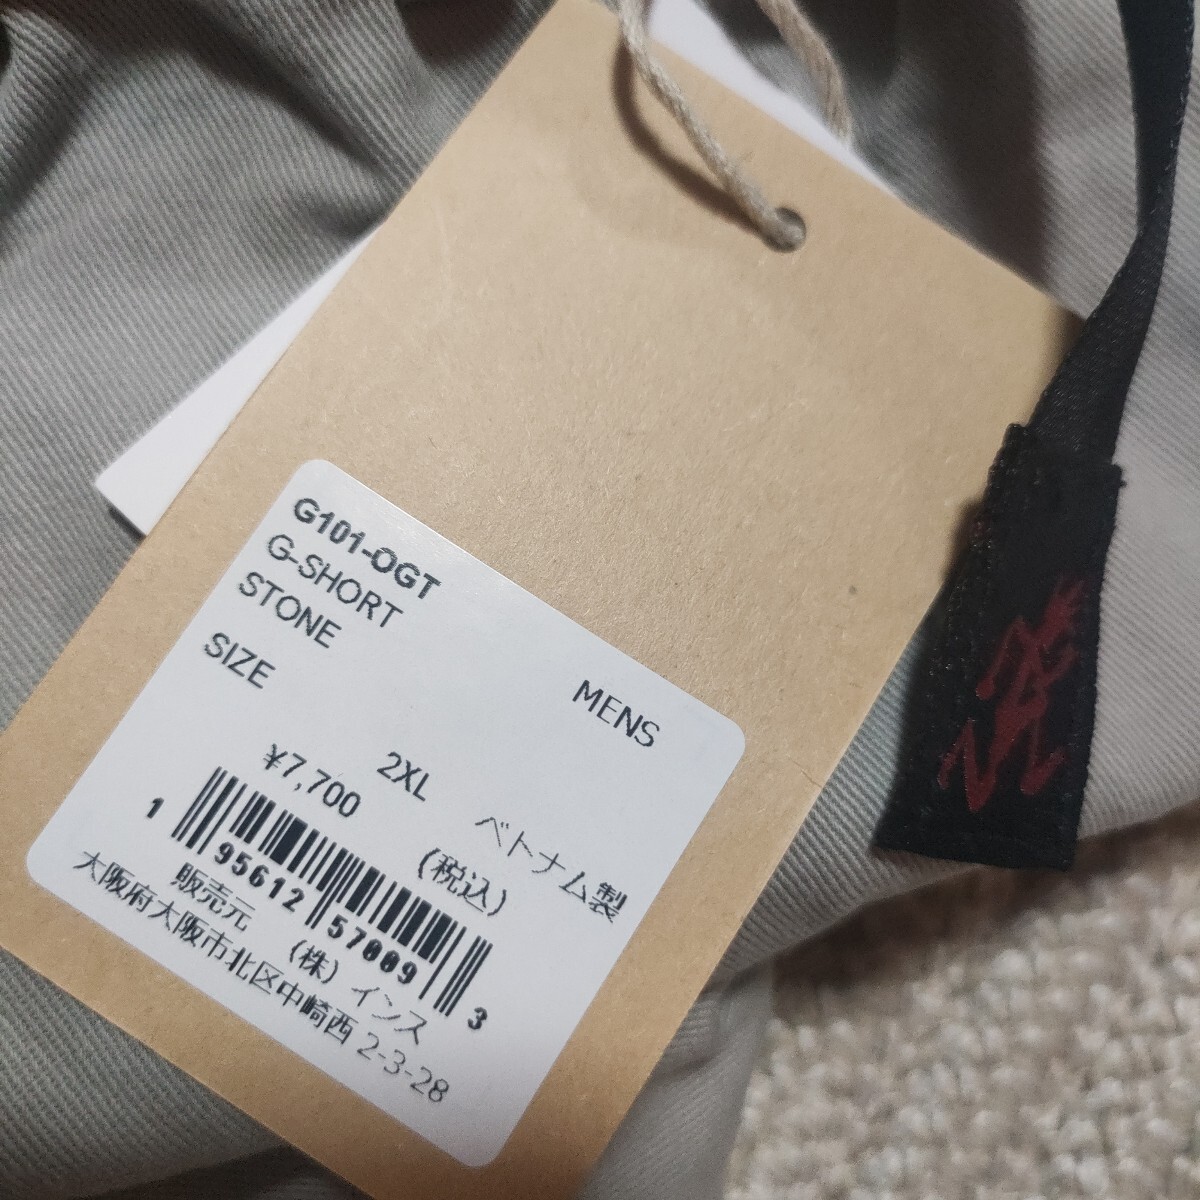 G101-OGT
G-SHORT
STONE
MENS
SIZE
2XL
ベトナム製
¥7,700
(税込)
1 95612 57009 3
販売元 (株)インス
大阪府大阪市北区中崎西2-3-28